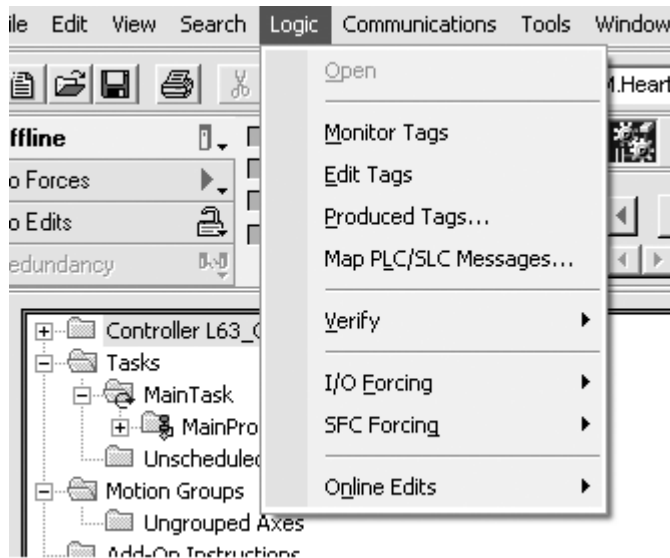 ile Edit View Search Logic Communications Tools Window
Open
M.Heart
ffline
Monitor Tags
o Forces
Edit Tags
o Edits
Produced Tags...
edundancy
Map PLC/SLC Messages...
Controller L63_C
Verify
Tasks
MainTask
I/O Forcing
MainPro
SFC Forcing
Unscheduled
Motion Groups
Online Edits
Ungrouped Axes
Add-On Instructions